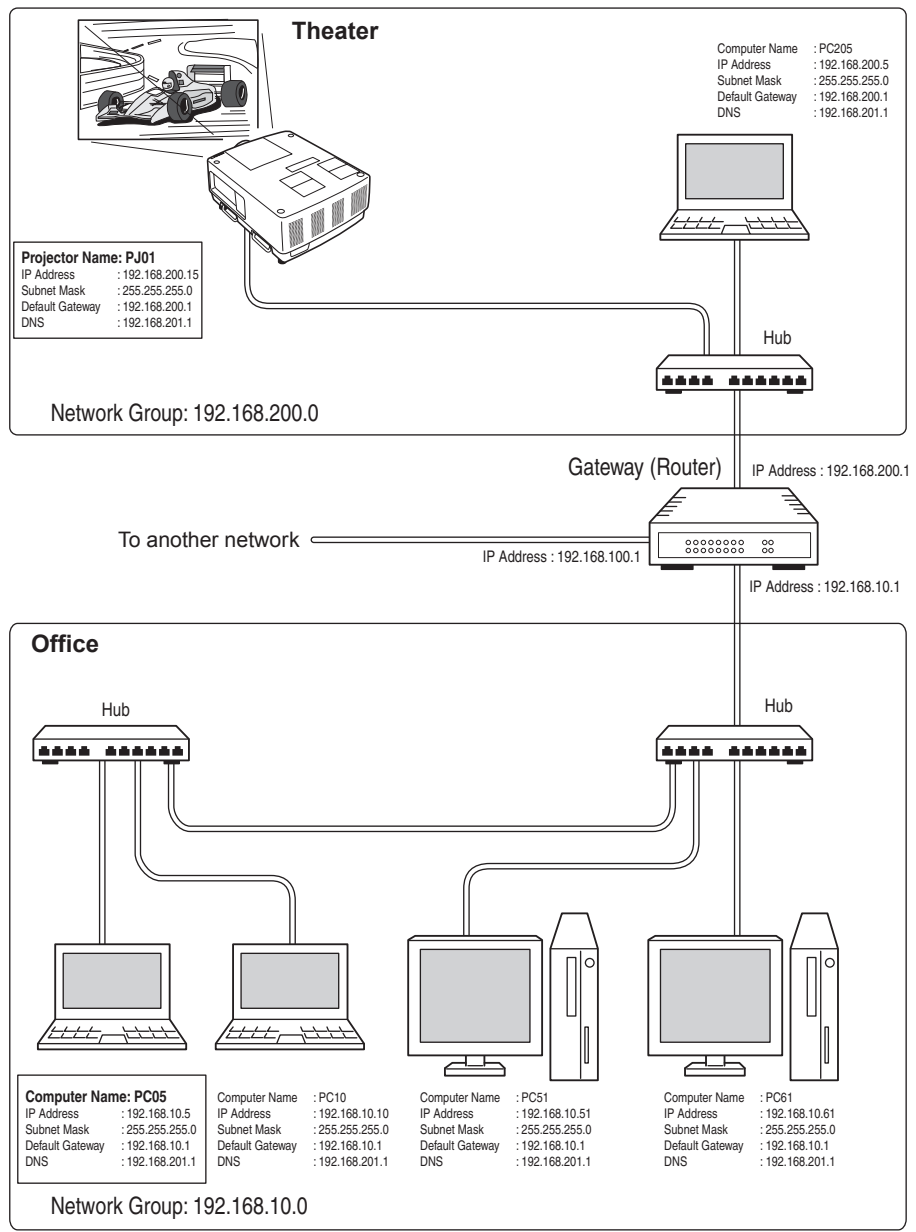 Theater
Computer Name : PC205
IP Address : 192.168.200.5
Subnet Mask : 255.255.255.0
Default Gateway : 192.168.200.1
DNS : 192.168.201.1
Projector Name: PJ01
IP Address : 192.168.200.15
Subnet Mask : 255.255.255.0
Default Gateway : 192.168.200.1
DNS : 192.168.201.1
Hub
Network Group: 192.168.200.0
Gateway (Router)
IP Address : 192.168.200.1
To another network
IP Address : 192.168.100.1
IP Address : 192.168.10.1
Office
Hub
Hub
Computer Name: PC05
IP Address : 192.168.10.5
Subnet Mask : 255.255.255.0
Default Gateway : 192.168.10.1
DNS : 192.168.201.1
Computer Name : PC10
IP Address : 192.168.10.10
Subnet Mask : 255.255.255.0
Default Gateway : 192.168.10.1
DNS : 192.168.201.1
Computer Name : PC51
IP Address : 192.168.10.51
Subnet Mask : 255.255.255.0
Default Gateway : 192.168.10.1
DNS : 192.168.201.1
Computer Name : PC61
IP Address : 192.168.10.61
Subnet Mask : 255.255.255.0
Default Gateway : 192.168.10.1
DNS : 192.168.201.1
Network Group: 192.168.10.0